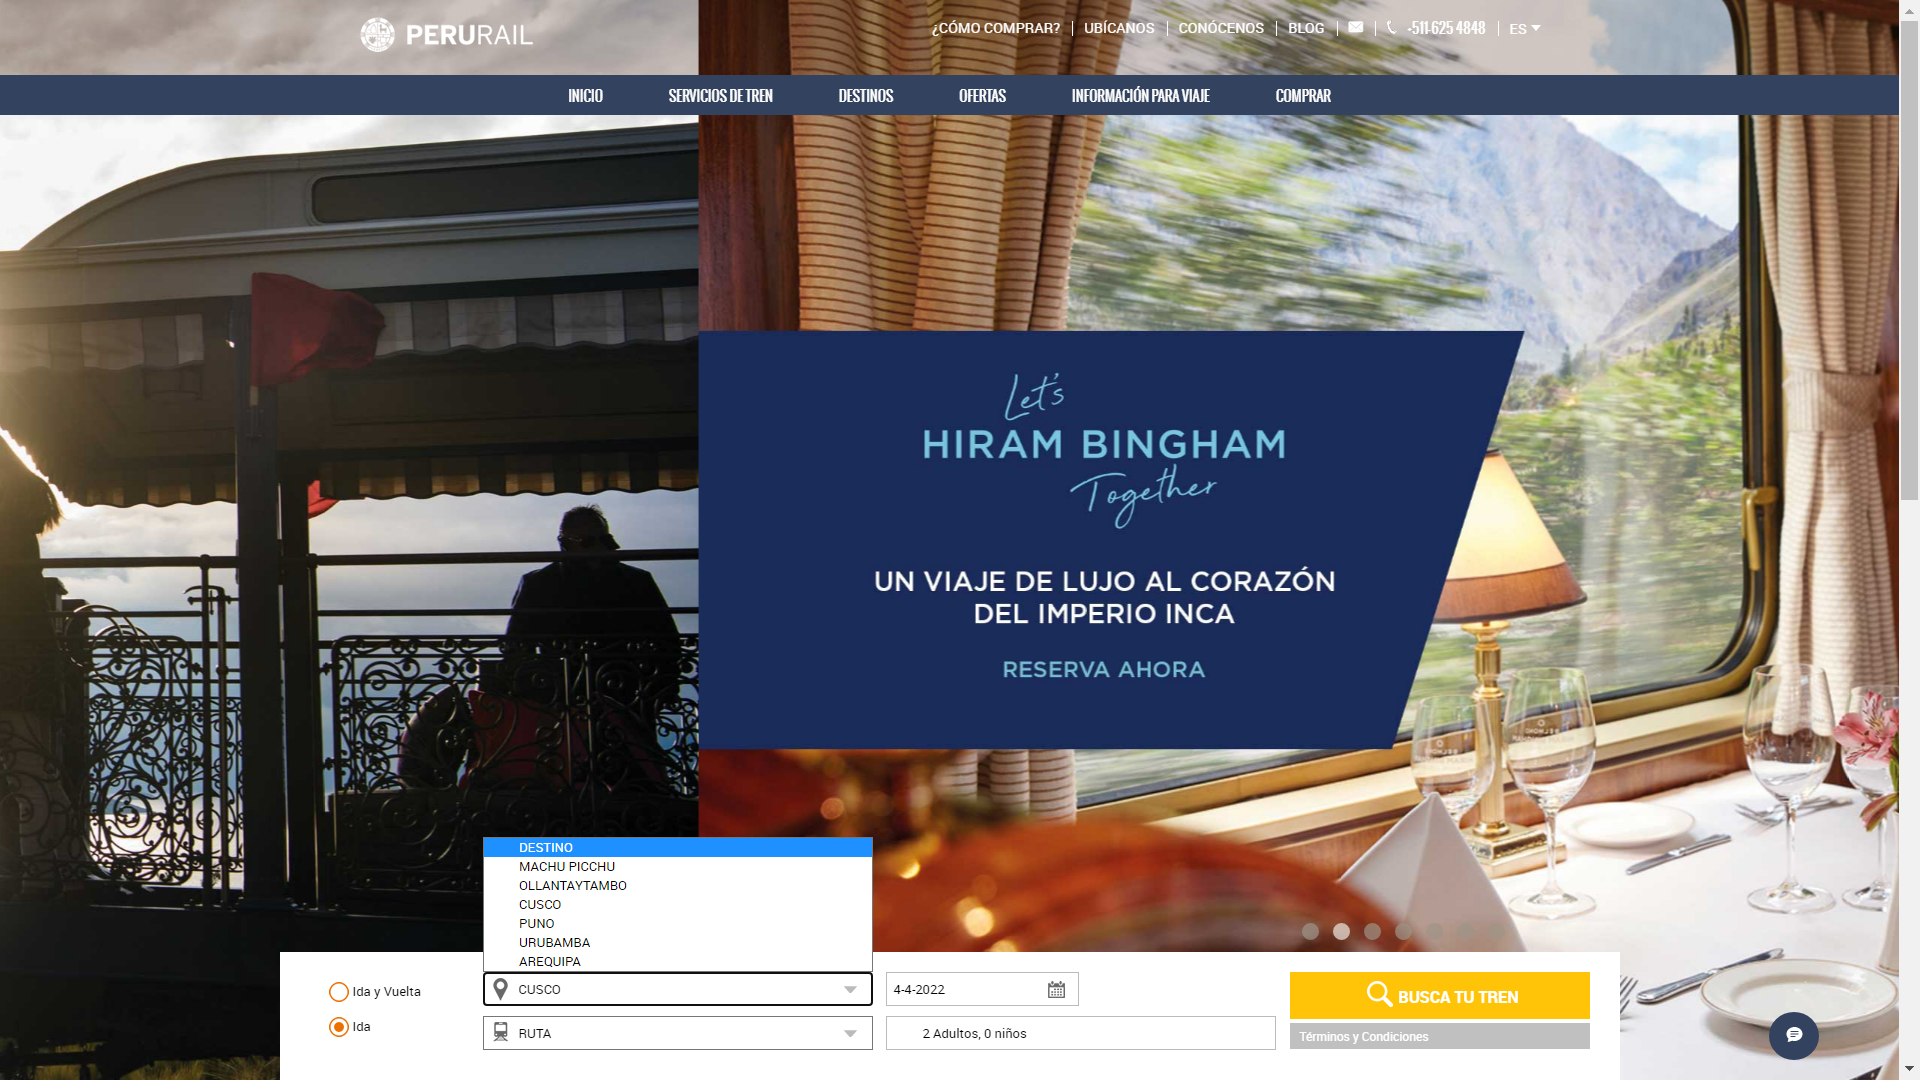 PERURAIL
¿CÓMO COMPRAR?
UBÍCANOS
CONÓCENOS
BLOG
+511-625 4848
ES
INICIO
SERVICIOS DE TREN
DESTINOS
OFERTAS
INFORMACIÓN PARA VIAJE
COMPRAR
Let's
HIRAM BINGHAM
Together
UN VIAJE DE LUJO AL CORAZÓN
DEL IMPERIO INCA
RESERVA AHORA
DESTINO
MACHU PICCHU
OLLANTAYTAMBO
CUSCO
PUNO
URUBAMBA
AREQUIPA
Ida y Vuelta
Ida
CUSCO
RUTA
4-4-2022
2 Adultos, 0 niños
BUSCA TU TREN
Términos y Condiciones